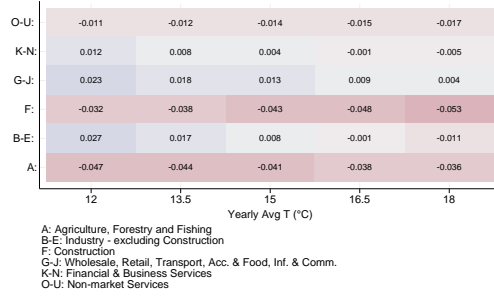 O-U: -0.011 -0.012 -0.014 -0.015 -0.017
K-N: 0.012 0.008 0.004 -0.001 -0.005
G-J: 0.023 0.018 0.013 0.009 0.004
F: -0.032 -0.038 -0.043 -0.048 -0.053
B-E: 0.027 0.017 0.008 -0.001 -0.011
A: -0.047 -0.044 -0.041 -0.038 -0.036
12 13.5 15 16.5 18
Yearly Avg T (°C)
A: Agriculture, Forestry and Fishing
B-E: Industry - excluding Construction
F: Construction
G-J: Wholesale, Retail, Transport, Acc. & Food, Inf. & Comm.
K-N: Financial & Business Services
O-U: Non-market Services